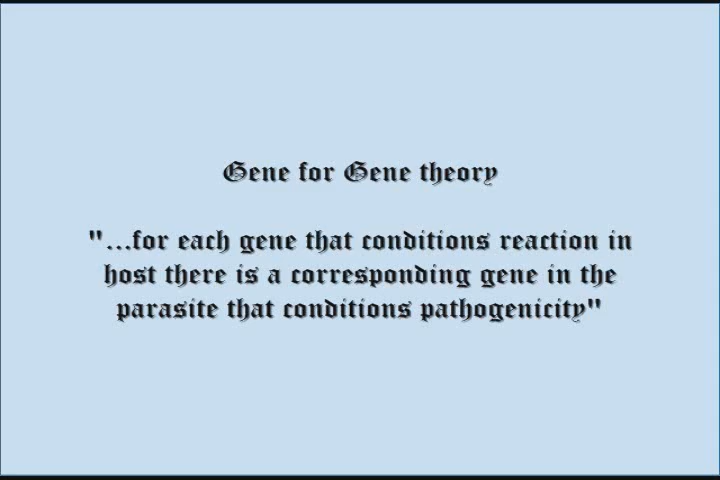 Gene for Gene theory
"...for each gene that conditions reaction in
host there is a corresponding gene in the
parasite that conditions pathogenicity"